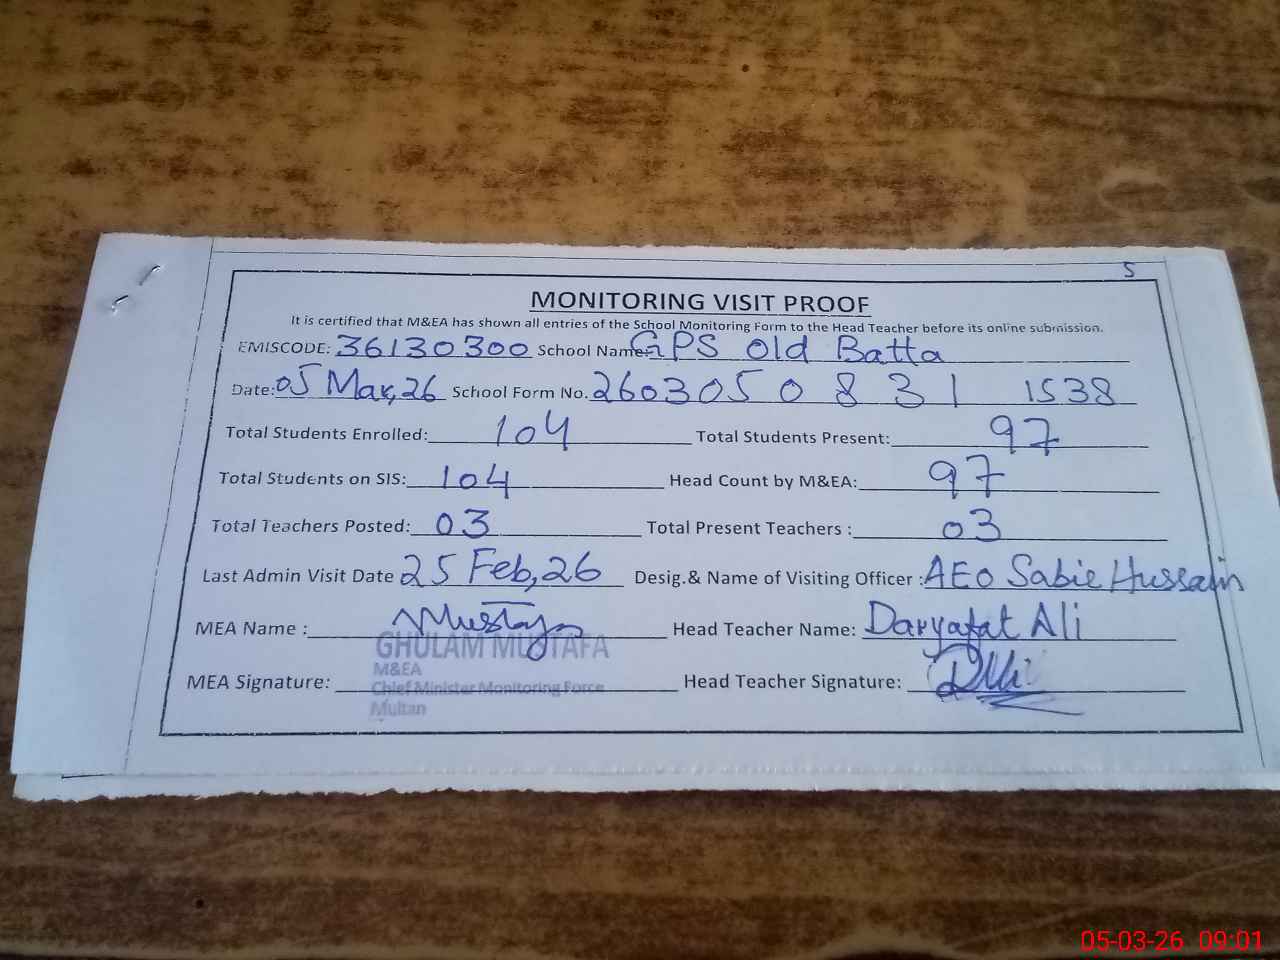 5
MONITORING VISIT PROOF
It is certified that M&EA has shown all entries of the School Monitoring Form to the Head Teacher before its online submission.
EMISCODE: 36130300 School Name:- GPS Old Batta
Date: 05 Mar, 26 School Form No. 2603050831 1538
Total Students Enrolled: 104 Total Students Present: 97
Total Students on SIS: 104 Head Count by M&EA: 97
Total Teachers Posted: 03 Total Present Teachers : 03
Last Admin Visit Date 25 Feb, 26 Desig.& Name of Visiting Officer : AEO Sabir Hussain
MEA Name : Mustafa Head Teacher Name: Daryafat Ali
GHULAM MUSTAFA
M&EA
MEA Signature: Head Teacher Signature:
Chief Minister Monitoring Force
Multan
05-03-26 09:01